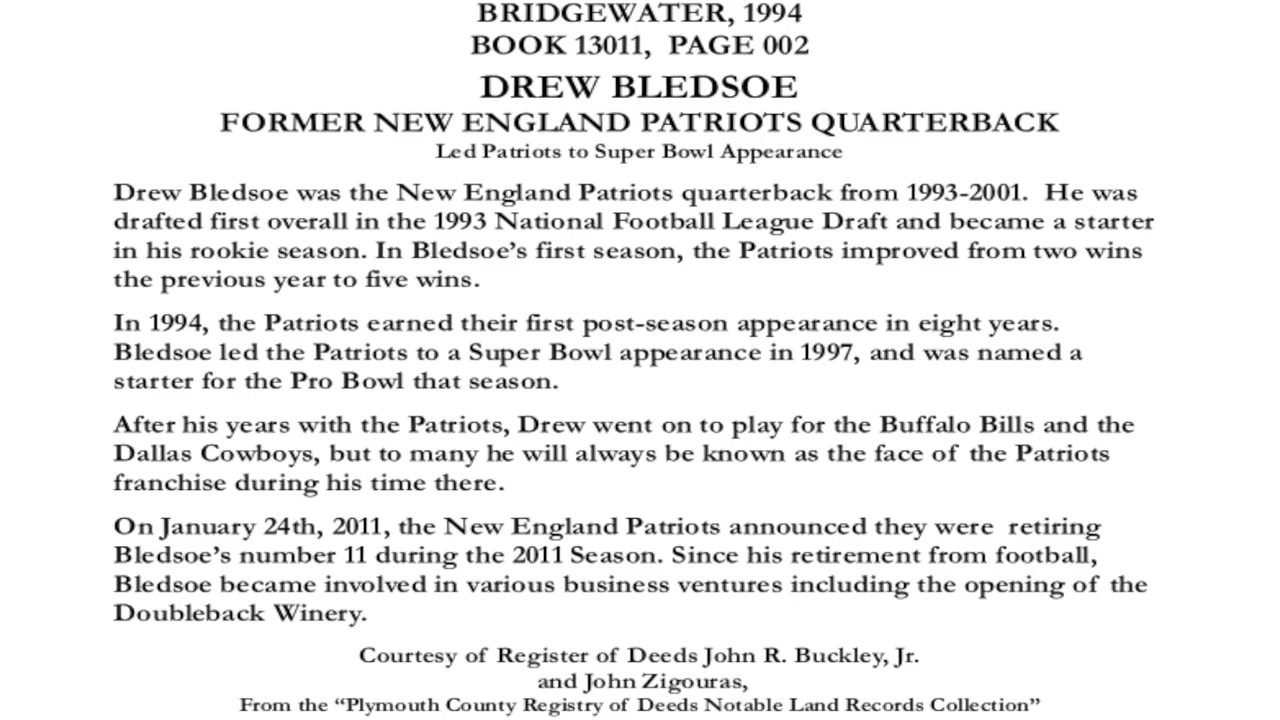 BRIDGEWATER, 1994
BOOK 13011,  PAGE 002
DREW BLEDSOE
FORMER NEW ENGLAND PATRIOTS QUARTERBACK
Led Patriots to Super Bowl Appearance
Drew Bledsoe was the New England Patriots quarterback from 1993-2001.  He was
drafted first overall in the 1993 National Football League Draft and became a starter
in his rookie season. In Bledsoe’s first season, the Patriots improved from two wins
the previous year to five wins.
In 1994, the Patriots earned their first post-season appearance in eight years.
Bledsoe led the Patriots to a Super Bowl appearance in 1997, and was named a
starter for the Pro Bowl that season.
After his years with the Patriots, Drew went on to play for the Buffalo Bills and the
Dallas Cowboys, but to many he will always be known as the face of the Patriots
franchise during his time there.
On January 24th, 2011, the New England Patriots announced they were  retiring
Bledsoe’s number 11 during the 2011 Season. Since his retirement from football,
Bledsoe became involved in various business ventures including the opening of the
Doubleback Winery.
Courtesy of Register of Deeds John R. Buckley, Jr.
and John Zigouras,
From the “Plymouth County Registry of Deeds Notable Land Records Collection”